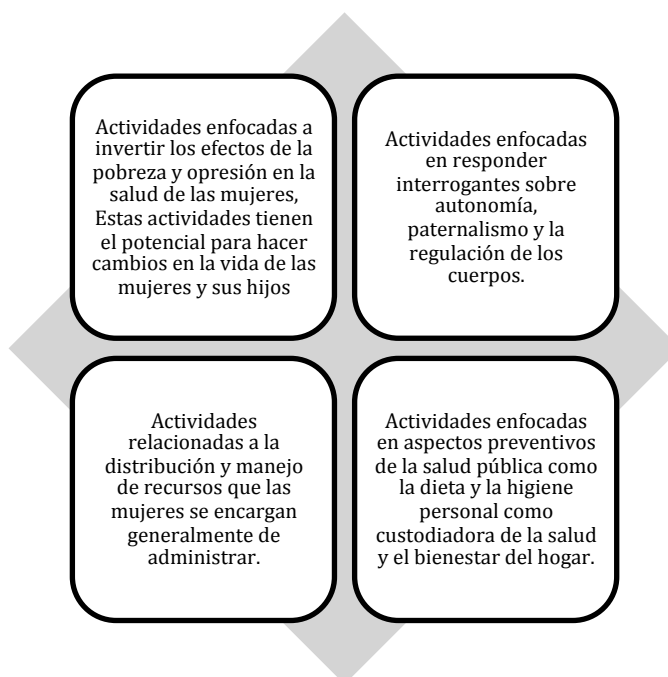 Actividades enfocadas a
invertir los efectos de la
pobreza y opresión en la
salud de las mujeres,
Estas actividades tienen
el potencial para hacer
cambios en la vida de las
mujeres y sus hijos
Actividades enfocadas
en responder
interrogantes sobre
autonomía,
paternalismo y la
regulación de los
cuerpos.
Actividades
relacionadas a la
distribución y manejo
de recursos que las
mujeres se encargan
generalmente de
administrar.
Actividades enfocadas
en aspectos preventivos
de la salud pública como
la dieta y la higiene
personal como
custodiadora de la salud
y el bienestar del hogar.